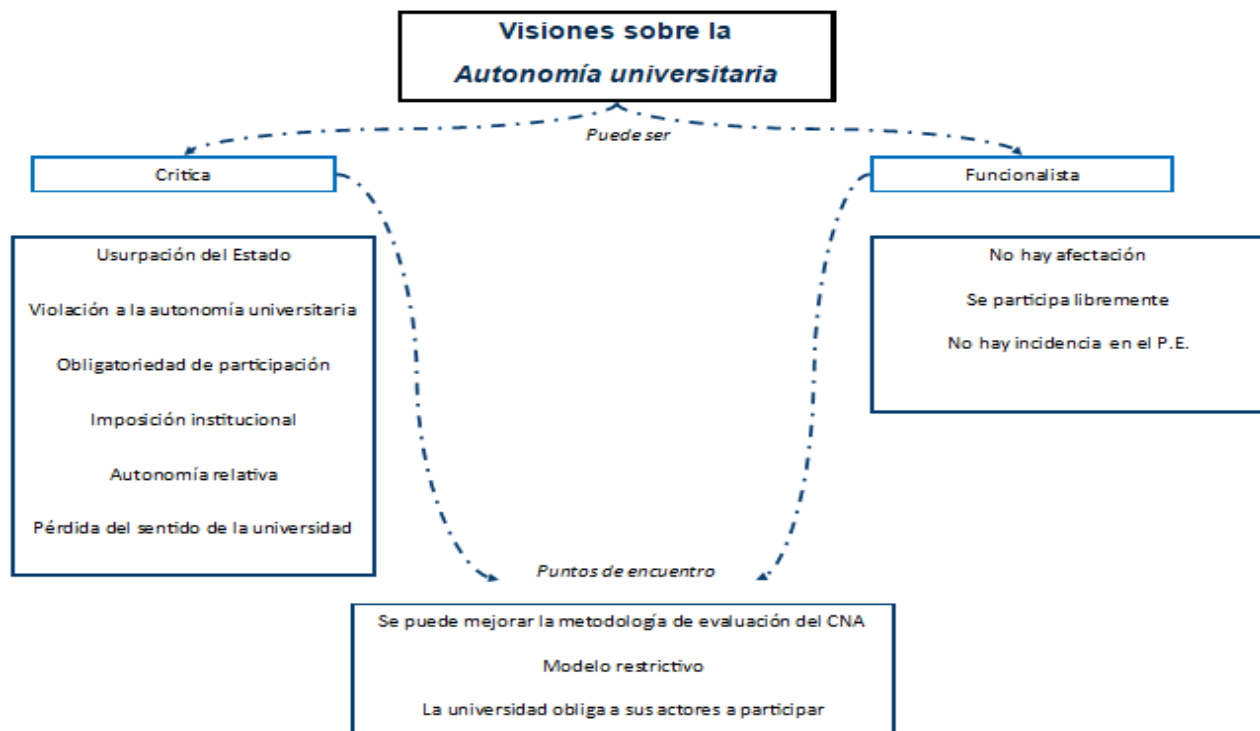 Visiones sobre la
Autonomía universitaria
Puede ser
Critica
Funcionalista
Usurpación del Estado
Violación a la autonomía universitaria
Obligatoriedad de participación
Imposición institucional
Autonomía relativa
Pérdida del sentido de la universidad
No hay afectación
Se participa libremente
No hay incidencia en el P.E.
Puntos de encuentro
Se puede mejorar la metodología de evaluación del CNA
Modelo restrictivo
La universidad obliga a sus actores a participar